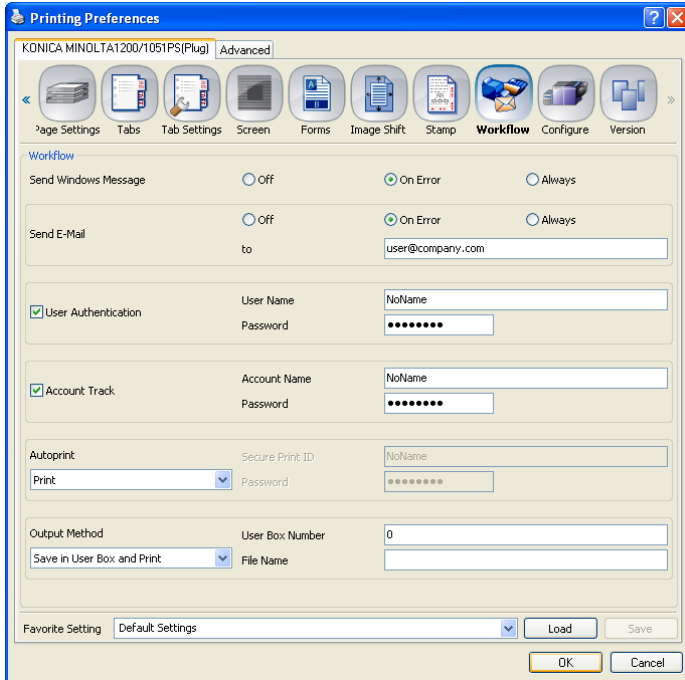 Printing Preferences
KONICA MINOLTA1200/1051PS(Plug) Advanced
«
»
Page Settings Tabs Tab Settings Screen Forms Image Shift Stamp Workflow Configure Version
A
B
Workflow
Send Windows Message Off On Error Always
Send E-Mail Off On Error Always
to user@company.com
User Authentication
User Name NoName
Password ●●●●●●●●
Account Track
Account Name NoName
Password ●●●●●●●●
Autoprint
Print
Secure Print ID NoName
Password ●●●●●●●●
Output Method
Save in User Box and Print
User Box Number 0
File Name
Favorite Setting Default Settings Load Save
OK Cancel